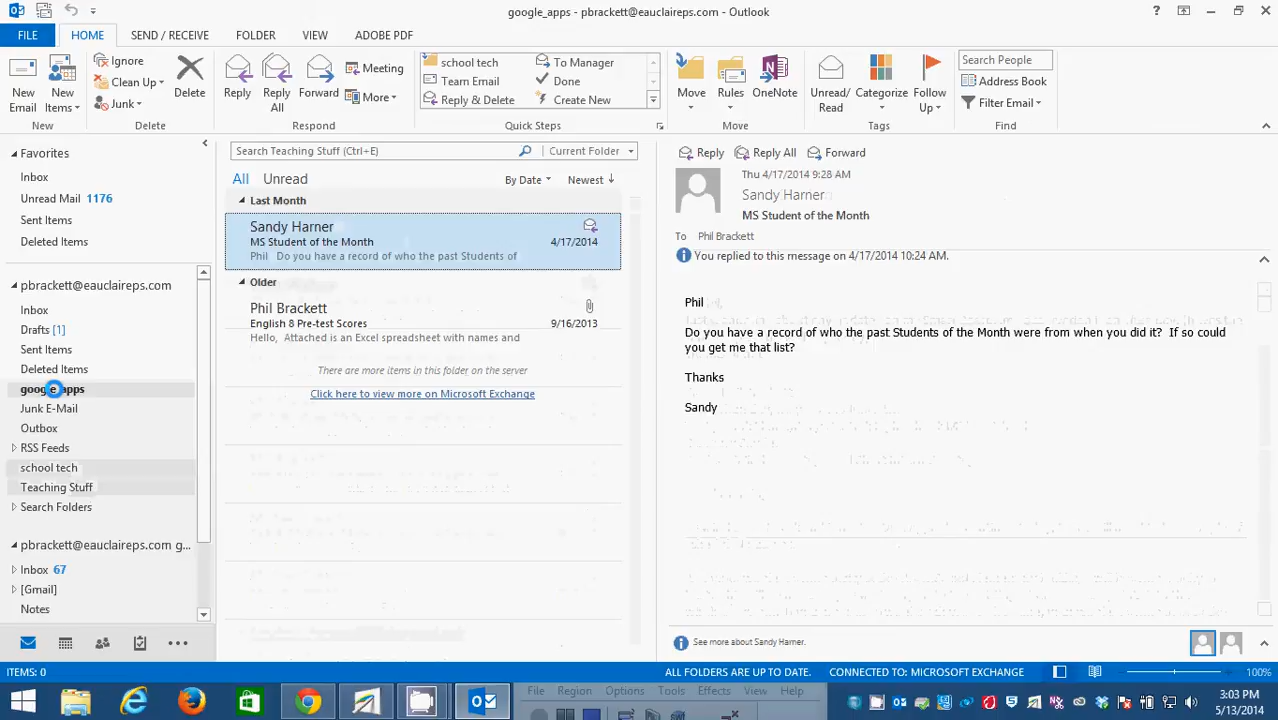 google_apps - pbrackett@eauclaireps.com - Outlook
?
FILE HOME SEND / RECEIVE FOLDER VIEW ADOBE PDF
New Email
New Items
New
Ignore
Clean Up
Junk
Delete
Delete
Reply
Reply All
Forward
Meeting
More
Respond
school tech
Team Email
Reply & Delete
To Manager
Done
Create New
Quick Steps
Move
Rules
OneNote
Move
Unread/ Read
Categorize
Follow Up
Tags
Search People
Address Book
Filter Email
Find
Favorites
Inbox
Unread Mail 1176
Sent Items
Deleted Items
pbrackett@eauclaireps.com
Inbox
Drafts [1]
Sent Items
Deleted Items
google apps
Junk E-Mail
Outbox
RSS Feeds
school tech
Teaching Stuff
Search Folders
pbrackett@eauclaireps.com g...
Inbox 67
[Gmail]
Notes
Search Teaching Stuff (Ctrl+E)
Current Folder
All Unread
By Date Newest
Last Month
Sandy Harner
MS Student of the Month 4/17/2014
Phil Do you have a record of who the past Students of
Older
Phil Brackett
English 8 Pre-test Scores 9/16/2013
Hello, Attached is an Excel spreadsheet with names and
There are more items in this folder on the server
Click here to view more on Microsoft Exchange
Reply Reply All Forward
Thu 4/17/2014 9:28 AM
Sandy Harner
MS Student of the Month
To Phil Brackett
You replied to this message on 4/17/2014 10:24 AM.
Phil
Do you have a record of who the past Students of the Month were from when you did it? If so could
you get me that list?
Thanks
Sandy
See more about Sandy Harner.
ITEMS: 0 ALL FOLDERS ARE UP TO DATE. CONNECTED TO: MICROSOFT EXCHANGE 100%
File Region Options Tools Effects View Help
3:03 PM
5/13/2014